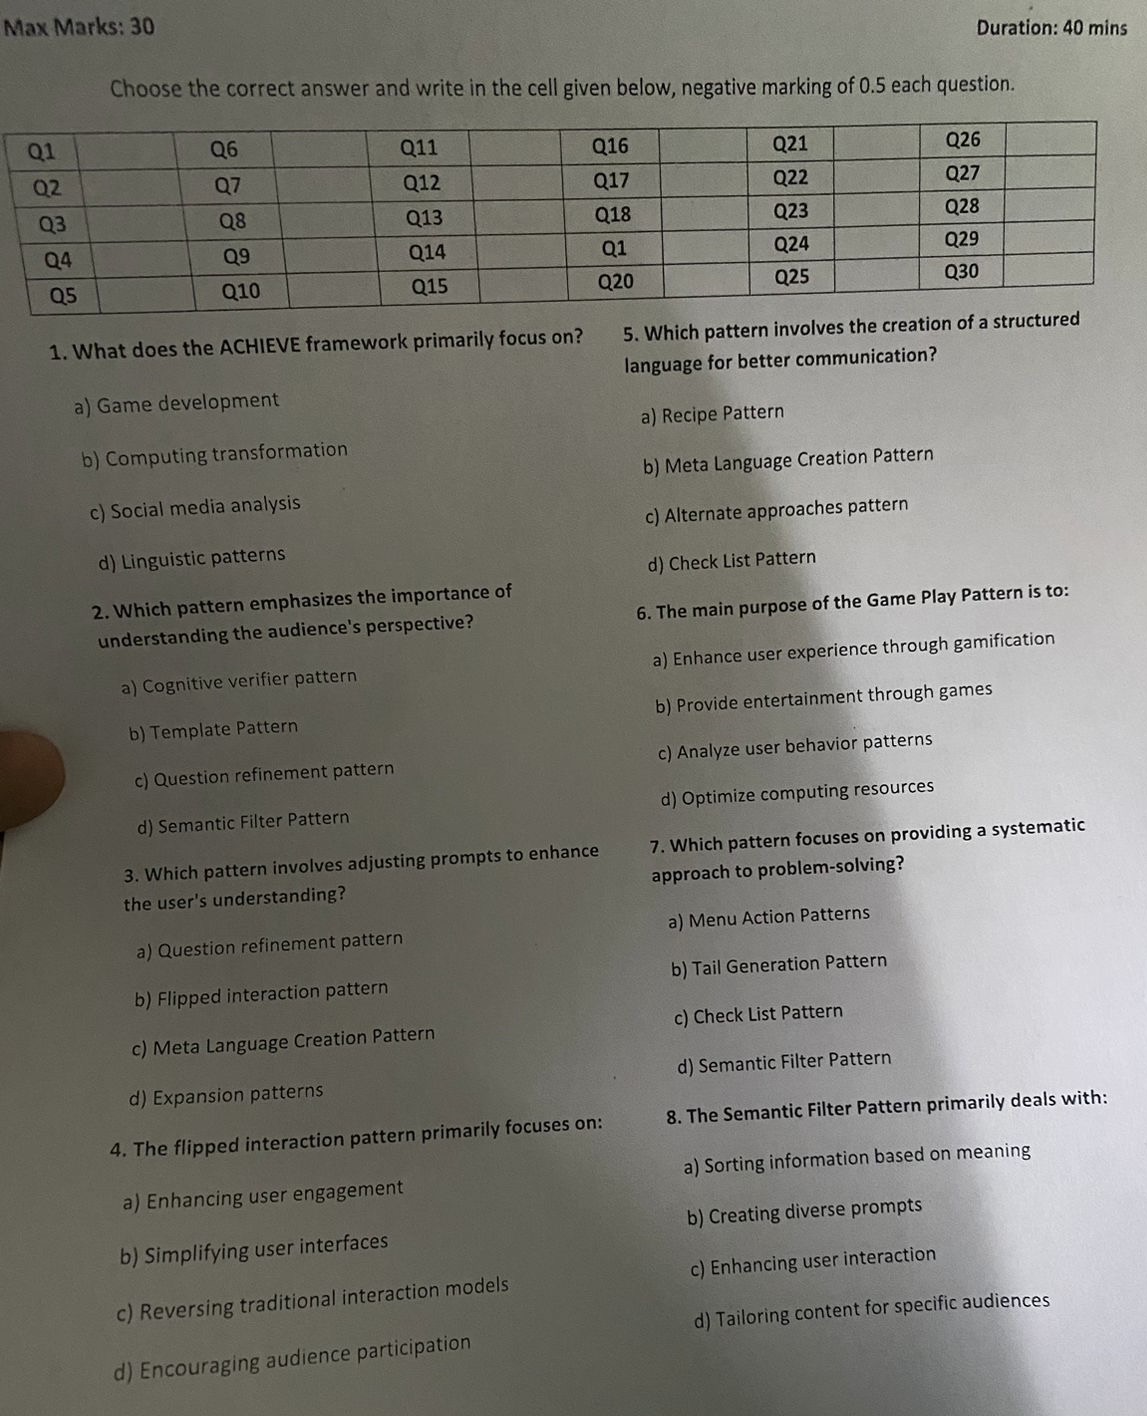 Max Marks: 30
Duration: 40 mins
Choose the correct answer and write in the cell given below, negative marking of 0.5 each question.
Q1 Q6 Q11 Q16 Q21 Q26
Q2 Q7 Q12 Q17 Q22 Q27
Q3 Q8 Q13 Q18 Q23 Q28
Q4 Q9 Q14 Q1 Q24 Q29
Q5 Q10 Q15 Q20 Q25 Q30
1. What does the ACHIEVE framework primarily focus on?
a) Game development
b) Computing transformation
c) Social media analysis
d) Linguistic patterns
2. Which pattern emphasizes the importance of
understanding the audience's perspective?
a) Cognitive verifier pattern
b) Template Pattern
c) Question refinement pattern
d) Semantic Filter Pattern
3. Which pattern involves adjusting prompts to enhance
the user's understanding?
a) Question refinement pattern
b) Flipped interaction pattern
c) Meta Language Creation Pattern
d) Expansion patterns
4. The flipped interaction pattern primarily focuses on:
a) Enhancing user engagement
b) Simplifying user interfaces
c) Reversing traditional interaction models
d) Encouraging audience participation
5. Which pattern involves the creation of a structured
language for better communication?
a) Recipe Pattern
b) Meta Language Creation Pattern
c) Alternate approaches pattern
d) Check List Pattern
6. The main purpose of the Game Play Pattern is to:
a) Enhance user experience through gamification
b) Provide entertainment through games
c) Analyze user behavior patterns
d) Optimize computing resources
7. Which pattern focuses on providing a systematic
approach to problem-solving?
a) Menu Action Patterns
b) Tail Generation Pattern
c) Check List Pattern
d) Semantic Filter Pattern
8. The Semantic Filter Pattern primarily deals with:
a) Sorting information based on meaning
b) Creating diverse prompts
c) Enhancing user interaction
d) Tailoring content for specific audiences